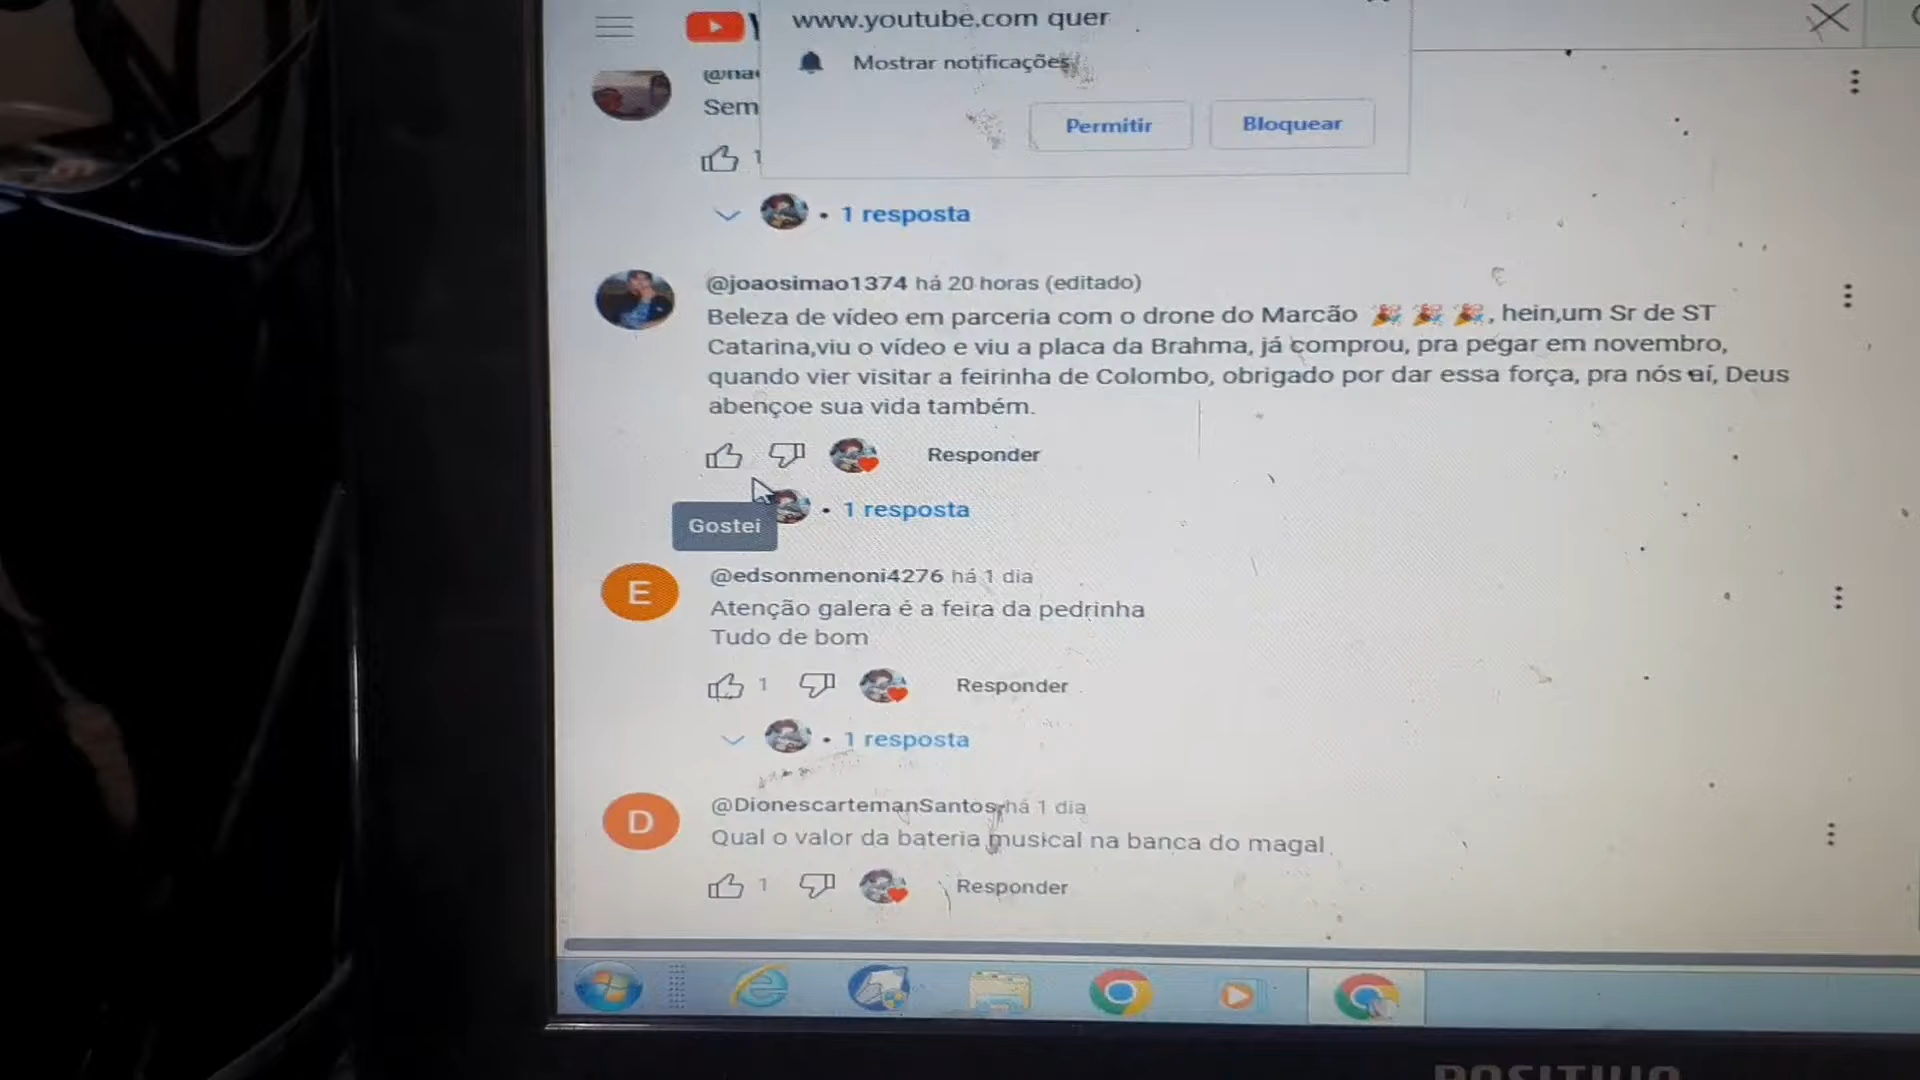 www.youtube.com quer
Mostrar notificações
Permitir
Bloquear
Sem
1 resposta
@joaosimao1374 há 20 horas (editado)
Beleza de vídeo em parceria com o drone do Marcão 🎉 🎉 🎉, hein,um Sr de ST
Catarina,viu o vídeo e viu a placa da Brahma, já comprou, pra pegar em novembro,
quando vier visitar a feirinha de Colombo, obrigado por dar essa força, pra nós aí, Deus
abençoe sua vida também.
Responder
1 resposta
Gostei
E
@edsonmenoni4276 há 1 dia
Atenção galera é a feira da pedrinha
Tudo de bom
1
Responder
1 resposta
D
@DionescartemanSantos há 1 dia
Qual o valor da bateria musical na banca do magal
1
Responder
POSITIVO